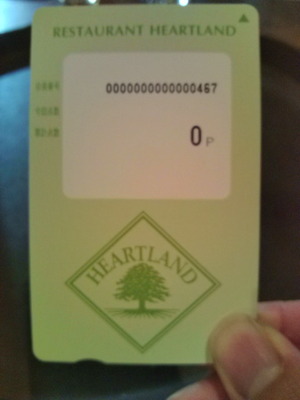 RESTAURANT HEARTLAND
0000000000000467
0P
HEARTLAND